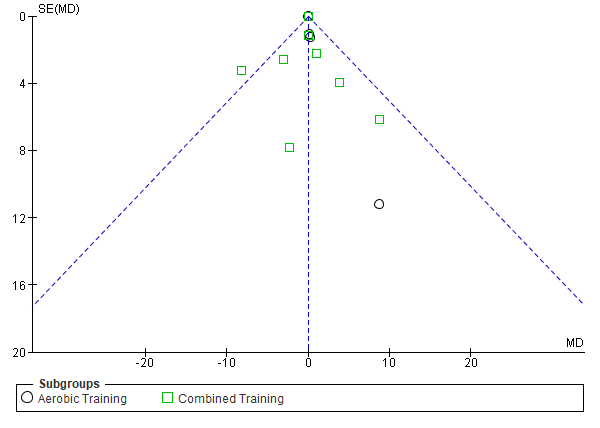 SE(MD)
0
4
8
12
16
20
MD
-20
-10
0
10
20
Subgroups
Aerobic Training
Combined Training